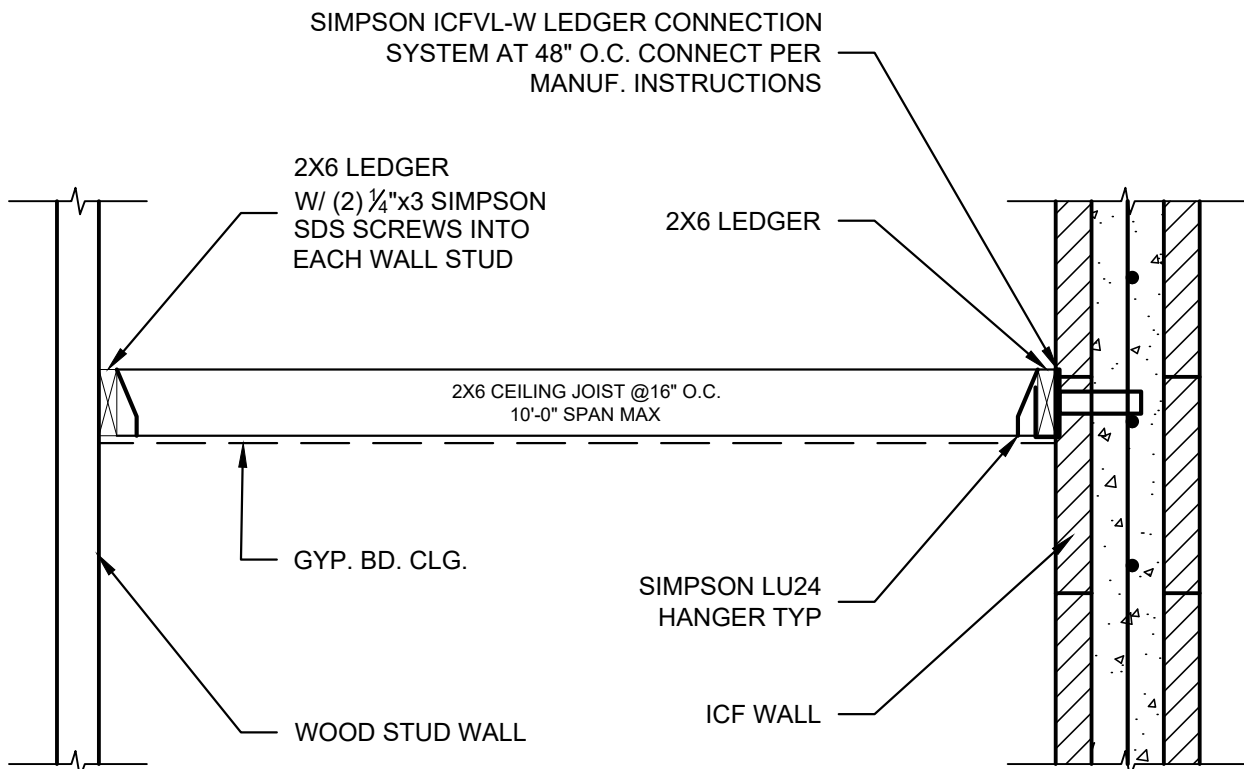 SIMPSON ICFVL-W LEDGER CONNECTION
SYSTEM AT 48" O.C. CONNECT PER
MANUF. INSTRUCTIONS
2X6 LEDGER
W/ (2) ¼"x3 SIMPSON
SDS SCREWS INTO
EACH WALL STUD
2X6 LEDGER
2X6 CEILING JOIST @16" O.C.
10'-0" SPAN MAX
GYP. BD. CLG.
SIMPSON LU24
HANGER TYP
WOOD STUD WALL
ICF WALL